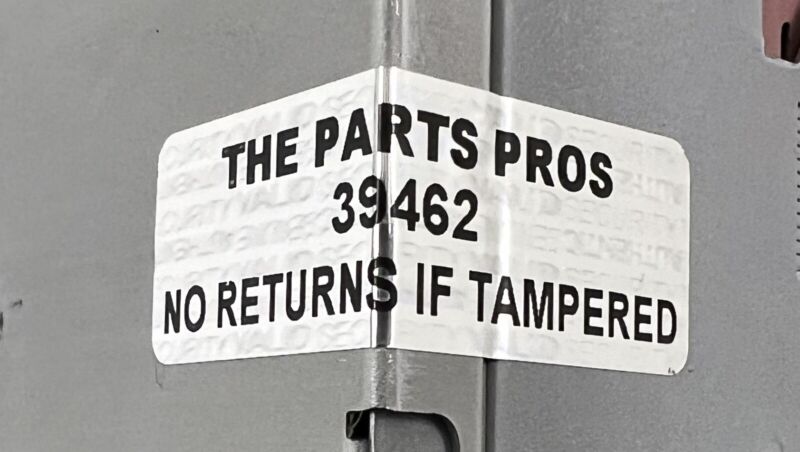 THE PARTS PROS
39462
NO RETURNS IF TAMPERED